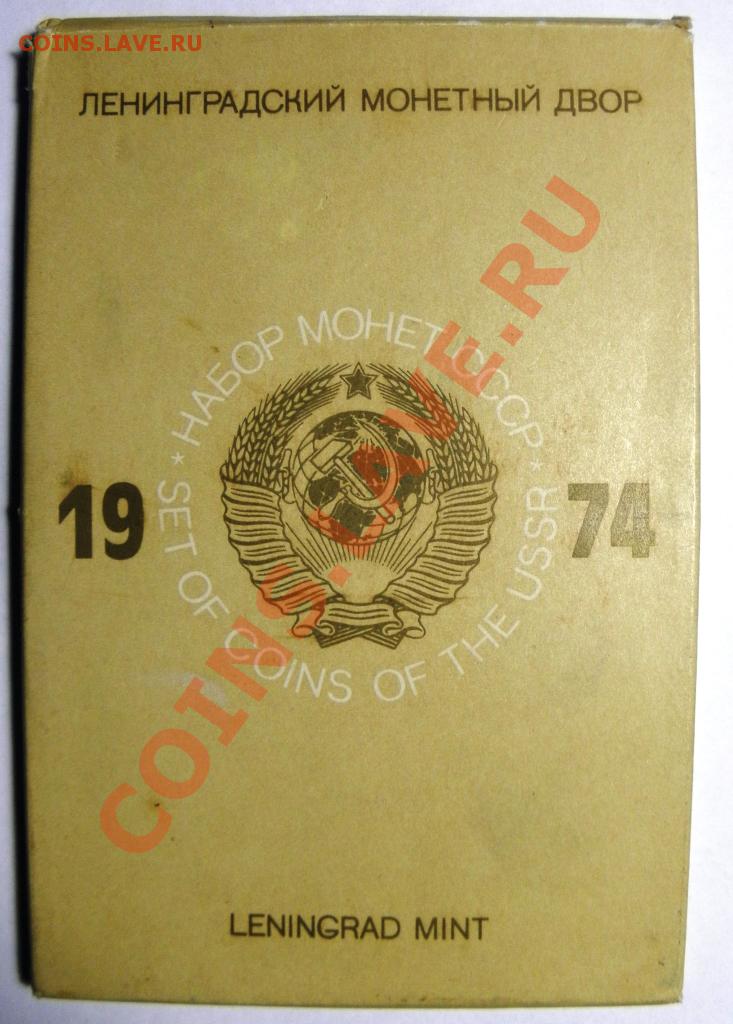 COINS.LAVE.RU
ЛЕНИНГРАДСКИЙ МОНЕТНЫЙ ДВОР
* НАБОР МОНЕТ СССР *
19 74
SET OF COINS OF THE USSR
COINS.LAVE.RU
LENINGRAD MINT